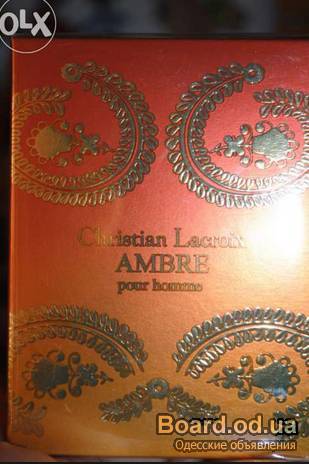 OLX
Christian Lacroix
AMBRE
pour homme
Board.od.ua
Одесские объявления